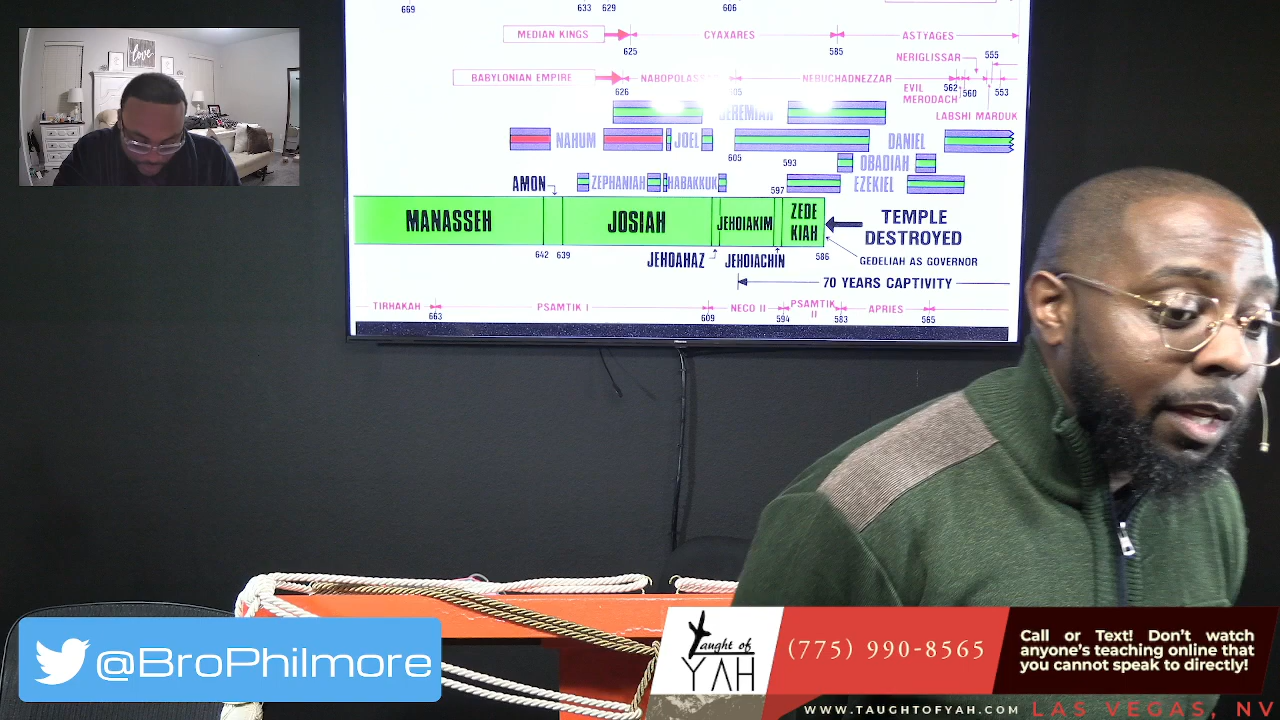 669
633 629
606
MEDIAN KINGS
CYAXARES
ASTYAGES
625
585
NERIGLISSAR
555
BABYLONIAN EMPIRE
NEBUCHADNEZZAR
626
562
560
553
EVIL
MERODACH
LABSHI MARDUK
JEREMIAH
NAHUM
JOEL
DANIEL
605
593
OBADIAH
AMON
ZEPHANIAH
HABAKKUK
597
EZEKIEL
MANASSEH
JOSIAH
JEHOIAKIM
ZEDE
KIAH
TEMPLE
DESTROYED
642 639
JEHOAHAZ
JEHOIACHIN
586
GEDELIAH AS GOVERNOR
70 YEARS CAPTIVITY
TIRHAKAH
PSAMTIK I
NECO II
PSAMTIK
II
APRIES
663
609
594
583
565
love
Hisense
@BroPhilmore
taught of
YAH
(775) 990-8565
Call or Text! Don't watch
anyone's teaching online that
you cannot speak to directly!
WWW.TAUGHTOFYAH.COM LAS VEGAS, NV